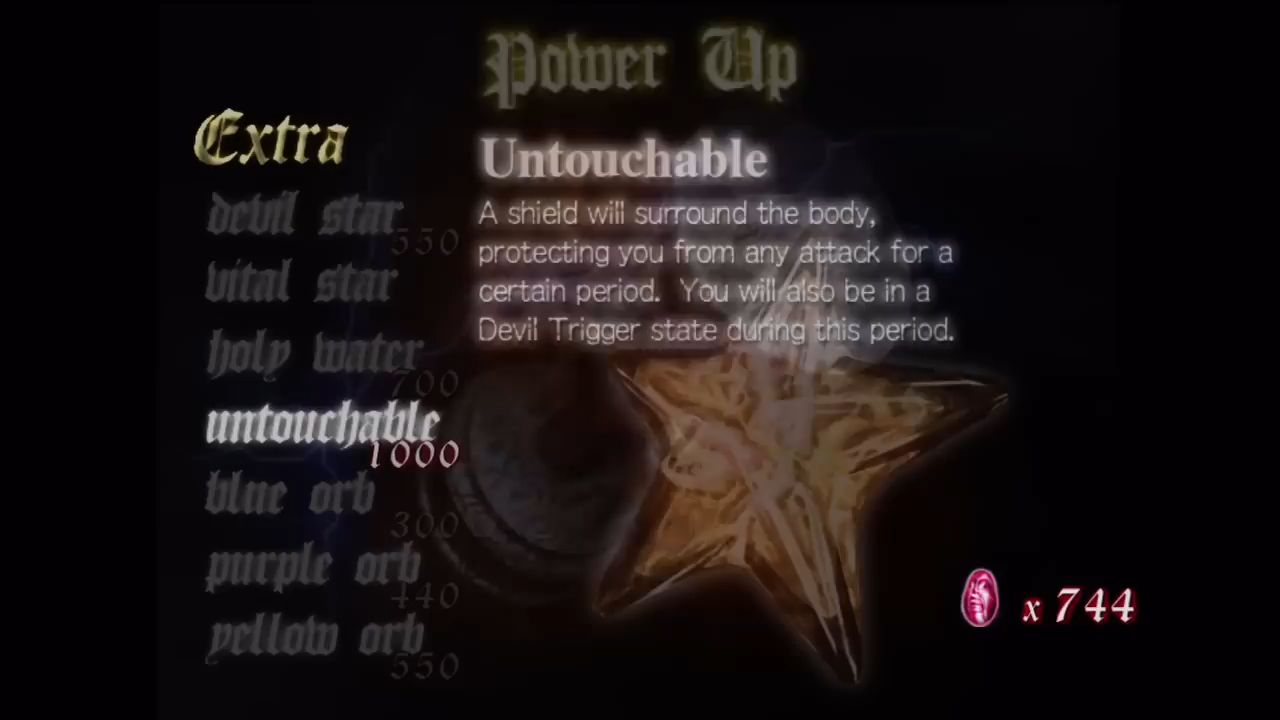 Power Up
Extra
devil star
550
vital star
holy water
700
untouchable
1000
blue orb
300
purple orb
440
yellow orb
550
Untouchable
A shield will surround the body,
protecting you from any attack for a
certain period. You will also be in a
Devil Trigger state during this period.
x 744